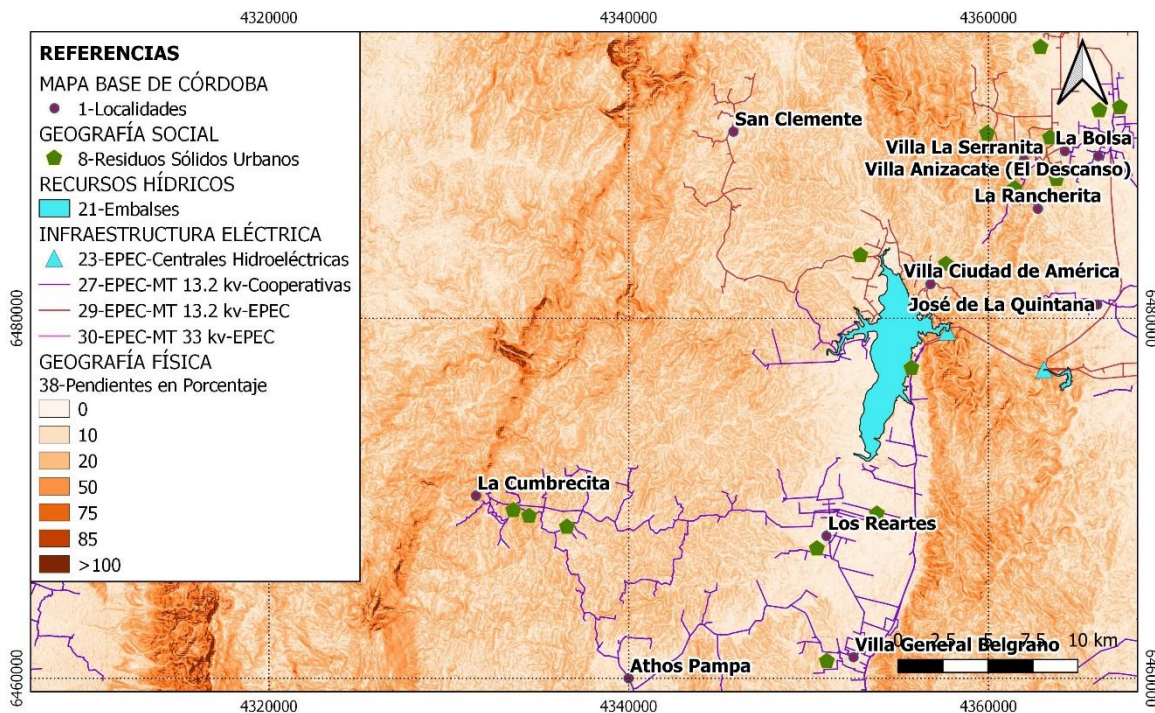 4320000
4340000
4360000
REFERENCIAS
MAPA BASE DE CÓRDOBA
1-Localidades
GEOGRAFÍA SOCIAL
8-Residuos Sólidos Urbanos
RECURSOS HÍDRICOS
21-Embalses
INFRAESTRUCTURA ELÉCTRICA
23-EPEC-Centrales Hidroeléctricas
27-EPEC-MT 13.2 kv-Cooperativas
29-EPEC-MT 13.2 kv-EPEC
30-EPEC-MT 33 kv-EPEC
GEOGRAFÍA FÍSICA
38-Pendientes en Porcentaje
0
10
20
50
75
85
>100
San Clemente
La Bolsa
Villa La Serranita
Villa Anizacate (El Descanso)
La Rancherita
Villa Ciudad de América
José de La Quintana
La Cumbrecita
Los Reartes
Villa General Belgrano
Athos Pampa
0 2.5 5 7.5 10 km
6480000
6480000
6460000
6460000
4320000
4340000
4360000